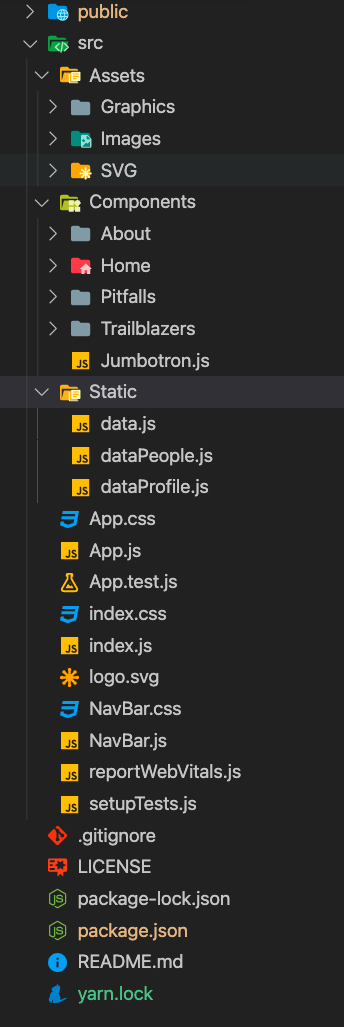 public
src
Assets
Graphics
Images
SVG
Components
About
Home
Pitfalls
Trailblazers
JS Jumbotron.js
Static
JS data.js
JS dataPeople.js
JS dataProfile.js
App.css
JS App.js
App.test.js
index.css
JS index.js
logo.svg
NavBar.css
JS NavBar.js
JS reportWebVitals.js
JS setupTests.js
.gitignore
LICENSE
JS package-lock.json
JS package.json
README.md
yarn.lock